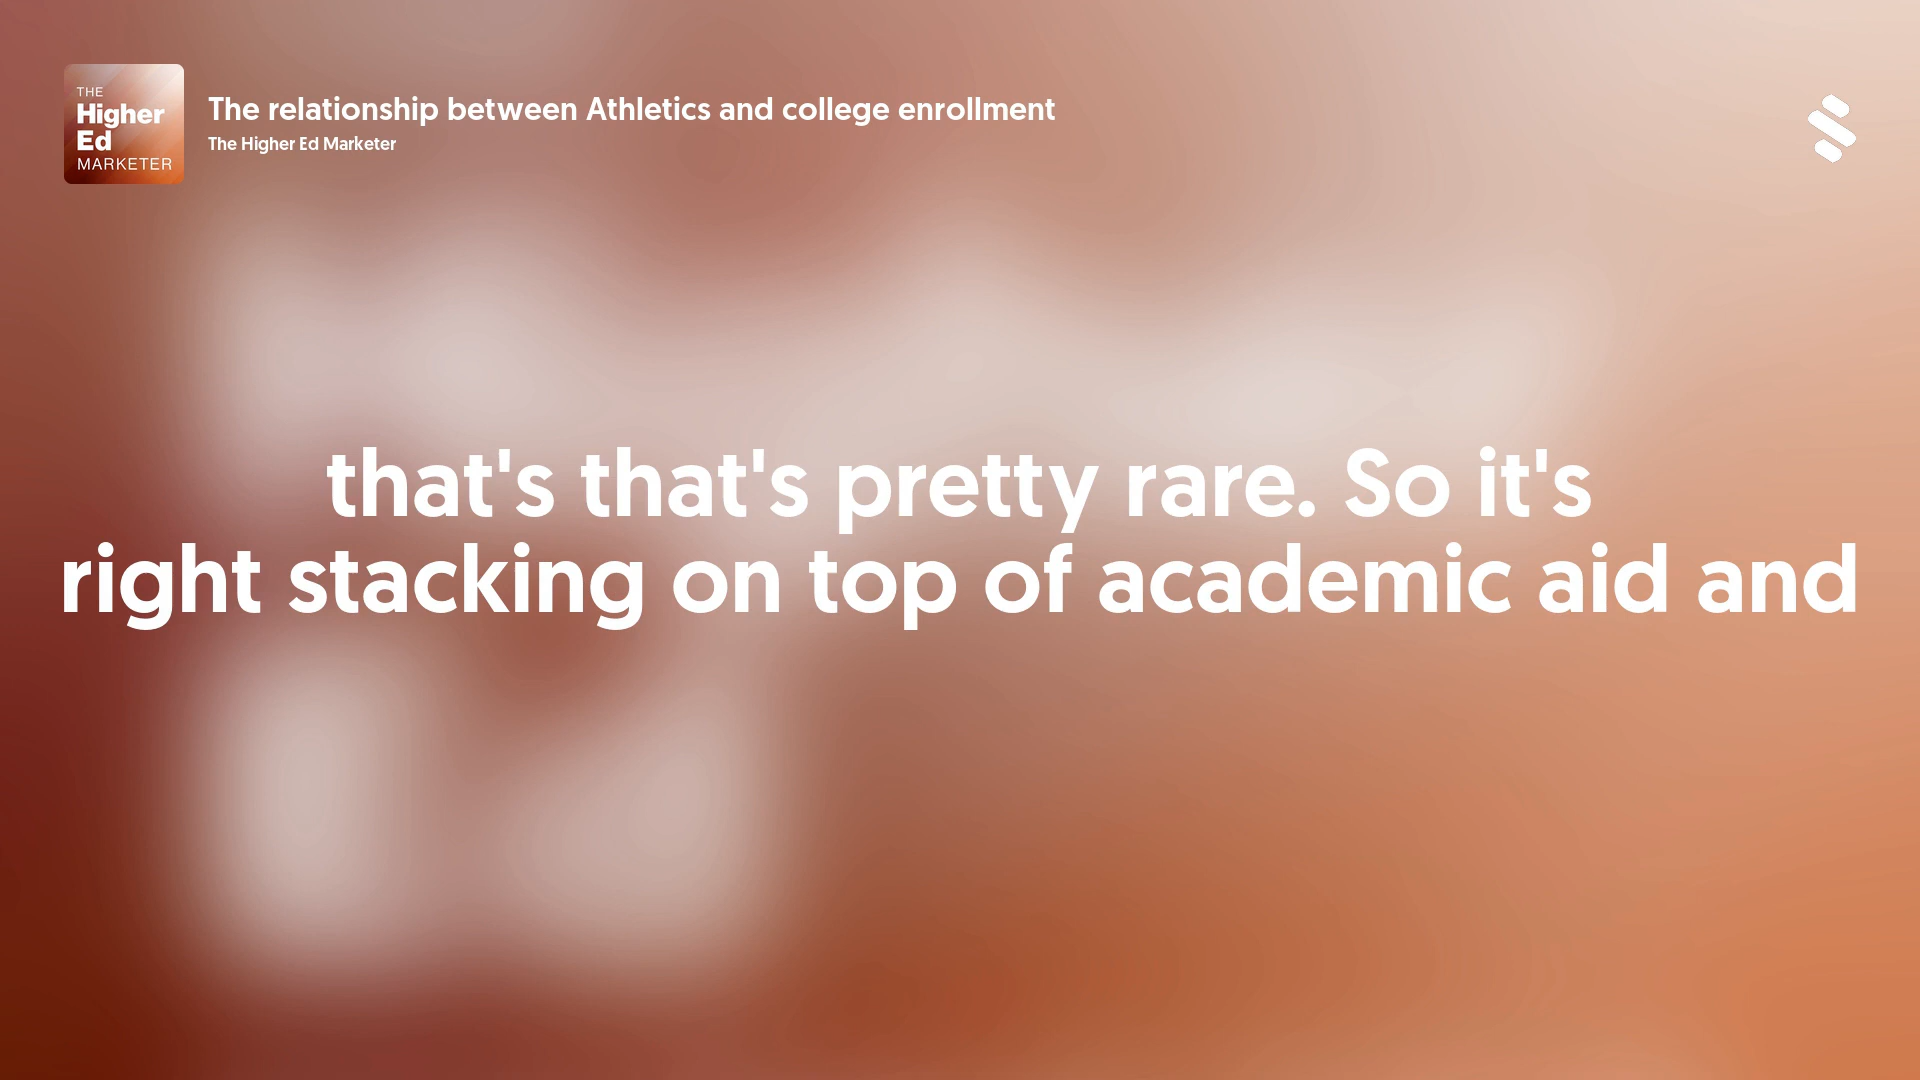 THE
Higher
Ed
MARKETER
The relationship between Athletics and college enrollment
The Higher Ed Marketer
that's that's pretty rare. So it's
right stacking on top of academic aid and